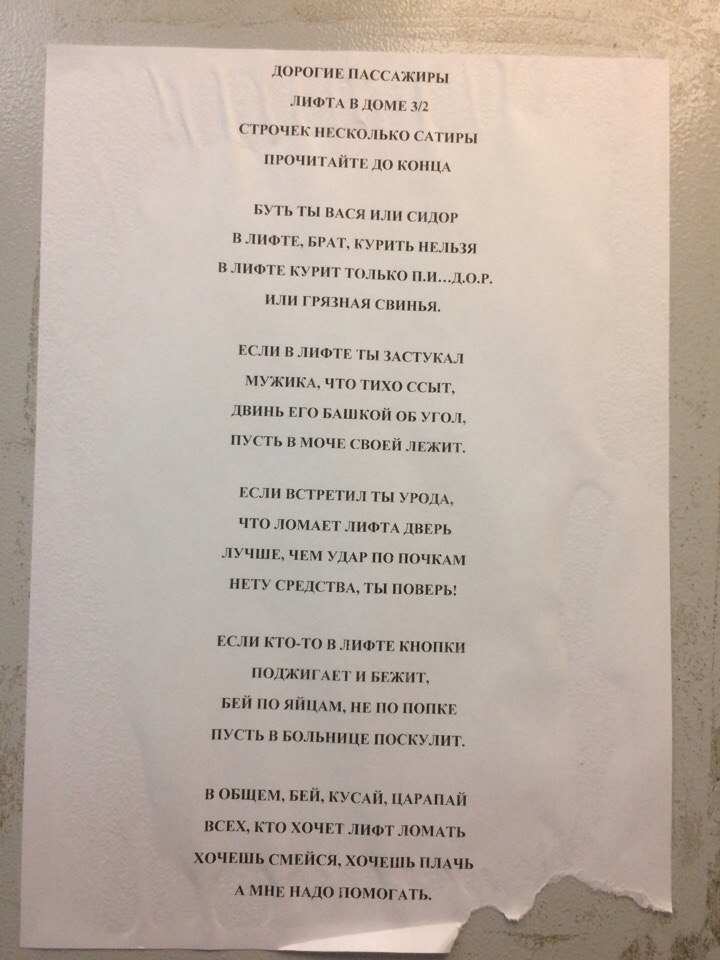 ДОРОГИЕ ПАССАЖИРЫ
ЛИФТА В ДОМЕ 3/2
СТРОЧЕК НЕСКОЛЬКО САТИРЫ
ПРОЧИТАЙТЕ ДО КОНЦА
БУТЬ ТЫ ВАСЯ ИЛИ СИДОР
В ЛИФТЕ, БРАТ, КУРИТЬ НЕЛЬЗЯ
В ЛИФТЕ КУРИТ ТОЛЬКО П.И...Д.О.Р.
ИЛИ ГРЯЗНАЯ СВИНЬЯ.
ЕСЛИ В ЛИФТЕ ТЫ ЗАСТУКАЛ
МУЖИКА, ЧТО ТИХО ССЫТ,
ДВИНЬ ЕГО БАШКОЙ ОБ УГОЛ,
ПУСТЬ В МОЧЕ СВОЕЙ ЛЕЖИТ.
ЕСЛИ ВСТРЕТИЛ ТЫ УРОДА,
ЧТО ЛОМАЕТ ЛИФТА ДВЕРЬ
ЛУЧШЕ, ЧЕМ УДАР ПО ПОЧКАМ
НЕТУ СРЕДСТВА, ТЫ ПОВЕРЬ!
ЕСЛИ КТО-ТО В ЛИФТЕ КНОПКИ
ПОДЖИГАЕТ И БЕЖИТ,
БЕЙ ПО ЯЙЦАМ, НЕ ПО ПОПКЕ
ПУСТЬ В БОЛЬНИЦЕ ПОСКУЛИТ.
В ОБЩЕМ, БЕЙ, КУСАЙ, ЦАРАПАЙ
ВСЕХ, КТО ХОЧЕТ ЛИФТ ЛОМАТЬ
ХОЧЕШЬ СМЕЙСЯ, ХОЧЕШЬ ПЛАЧЬ
А МНЕ НАДО ПОМОГАТЬ.